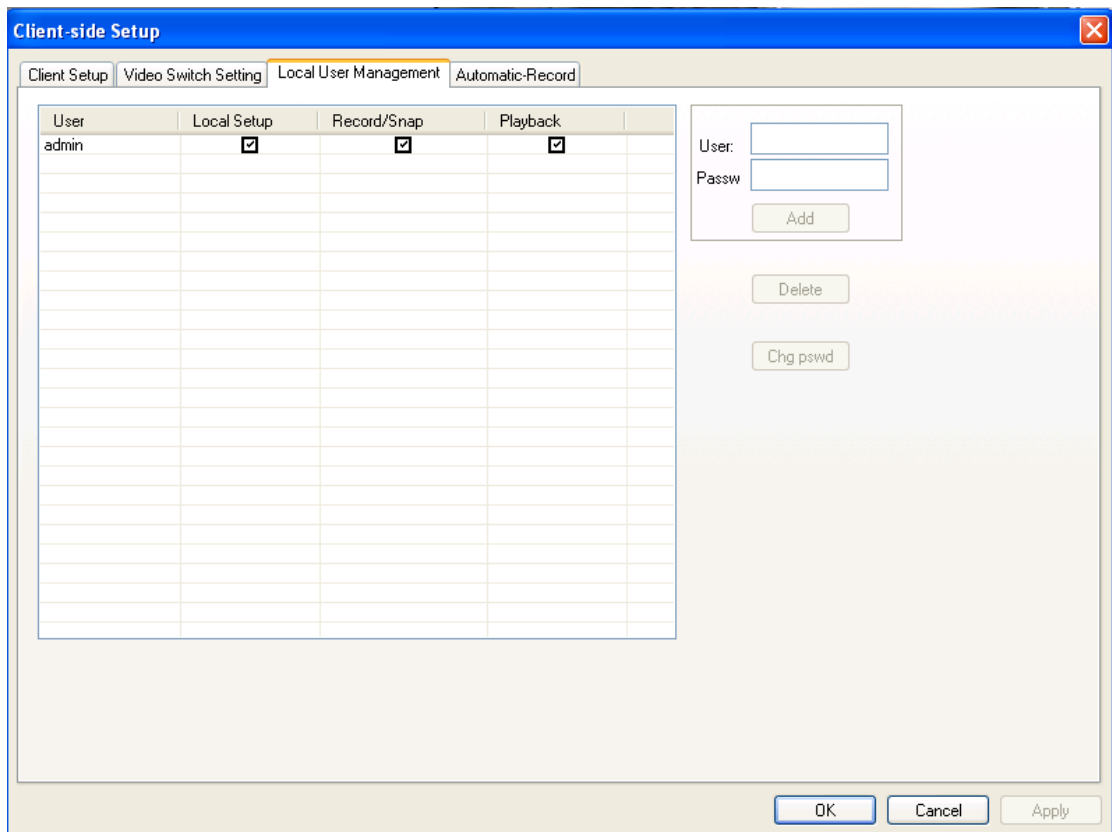 Client-side Setup
Client Setup Video Switch Setting Local User Management Automatic-Record
User Local Setup Record/Snap Playback
admin
User:
Passw
Add
Delete
Chg pswd
OK Cancel Apply